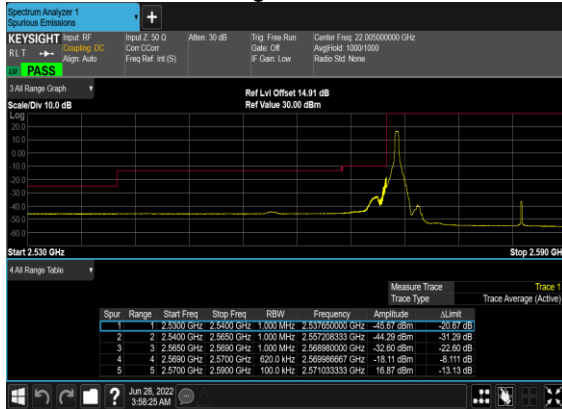 Spectrum Analyzer 1
Spurious Emissions
KEYSIGHT Input: RF Input Z: 50 Ω Atten: 30 dB Trig: Free Run Center Freq: 22.005000000 GHz
RLT Coupling: DC Corr CCorr Gate: Off Avg|Hold: 1000/1000
Align: Auto Freq Ref: Int (S) IF Gain: Low Radio Std: None
PASS
3 All Range Graph Ref Lvl Offset 14.91 dB
Scale/Div 10.0 dB Ref Value 30.00 dBm
Log
20.0
10.0
0.00
-10.0
-20.0
-30.0
-40.0
-50.0
-60.0
Start 2.530 GHz Stop 2.590 GH
4 All Range Table
Measure Trace Trace 1
Trace Type Trace Average (Active)
Spur Range Start Freq Stop Freq RBW Frequency Amplitude ΔLimit
1 1 2.5300 GHz 2.5400 GHz 1.000 MHz 2.537650000 GHz -45.67 dBm -20.67 dB
2 2 2.5400 GHz 2.5650 GHz 1.000 MHz 2.557208333 GHz -44.29 dBm -31.29 dB
3 3 2.5650 GHz 2.5690 GHz 1.000 MHz 2.568980000 GHz -32.60 dBm -22.60 dB
4 4 2.5690 GHz 2.5700 GHz 620.0 kHz 2.569986667 GHz -18.11 dBm -8.111 dB
5 5 2.5700 GHz 2.5900 GHz 100.0 kHz 2.571033333 GHz 16.87 dBm -13.13 dB
? Jun 28, 2022
3:58:25 AM